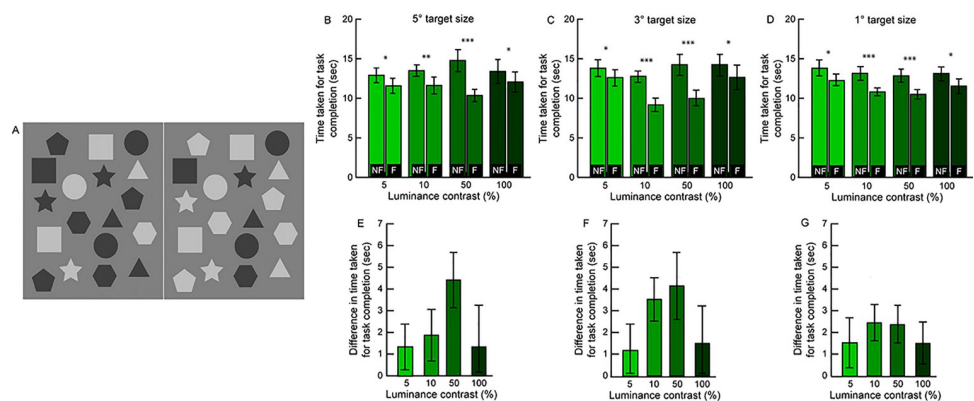 A
B
5° target size
Time taken for task
completion (sec)
20
15
10
5
0
*
**
***
*
NF F NF F NF F NF F
5 10 50 100
Luminance contrast (%)
C
3° target size
Time taken for task
completion (sec)
20
15
10
5
0
*
***
***
*
NF F NF F NF F NF F
5 10 50 100
Luminance contrast (%)
D
1° target size
Time taken for task
completion (sec)
20
15
10
5
0
*
***
***
*
NF F NF F NF F NF F
5 10 50 100
Luminance contrast (%)
E
Difference in time taken
for task completion (sec)
7
6
5
4
3
2
1
0
5 10 50 100
Luminance contrast (%)
F
Difference in time taken
for task completion (sec)
7
6
5
4
3
2
1
0
5 10 50 100
Luminance contrast (%)
G
Difference in time taken
for task completion (sec)
7
6
5
4
3
2
1
0
5 10 50 100
Luminance contrast (%)